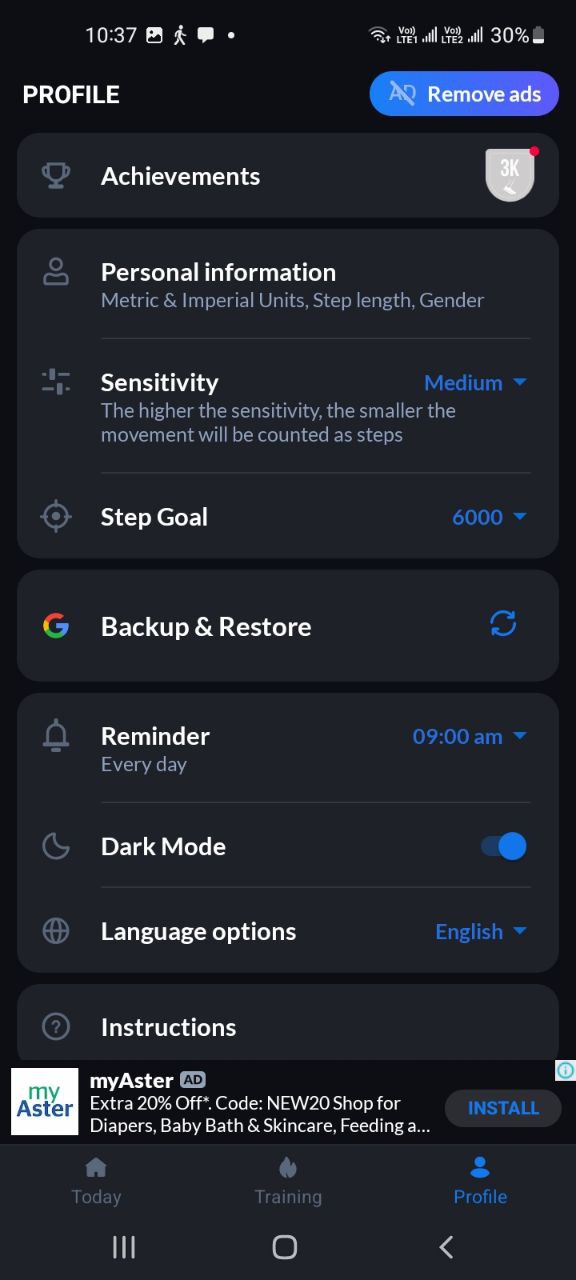 10:37
Vo)) LTE1 Vo)) LTE2 30%
PROFILE
AD Remove ads
Achievements
3K
Personal information
Metric & Imperial Units, Step length, Gender
Sensitivity
Medium
The higher the sensitivity, the smaller the
movement will be counted as steps
Step Goal
6000
Backup & Restore
Reminder
09:00 am
Every day
Dark Mode
Language options
English
Instructions
my
Aster
myAster AD
Extra 20% Off*. Code: NEW20 Shop for
Diapers, Baby Bath & Skincare, Feeding a...
INSTALL
Today
Training
Profile